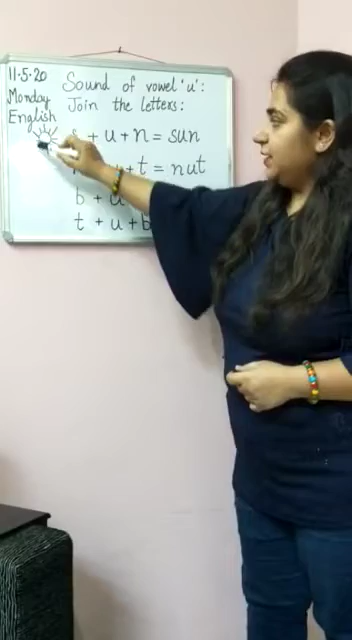 11.5.20
Monday
English
Sound of vowel 'u':
Join the letters:
+ u + n = sun
+ t = nut
b + u
t + u + b